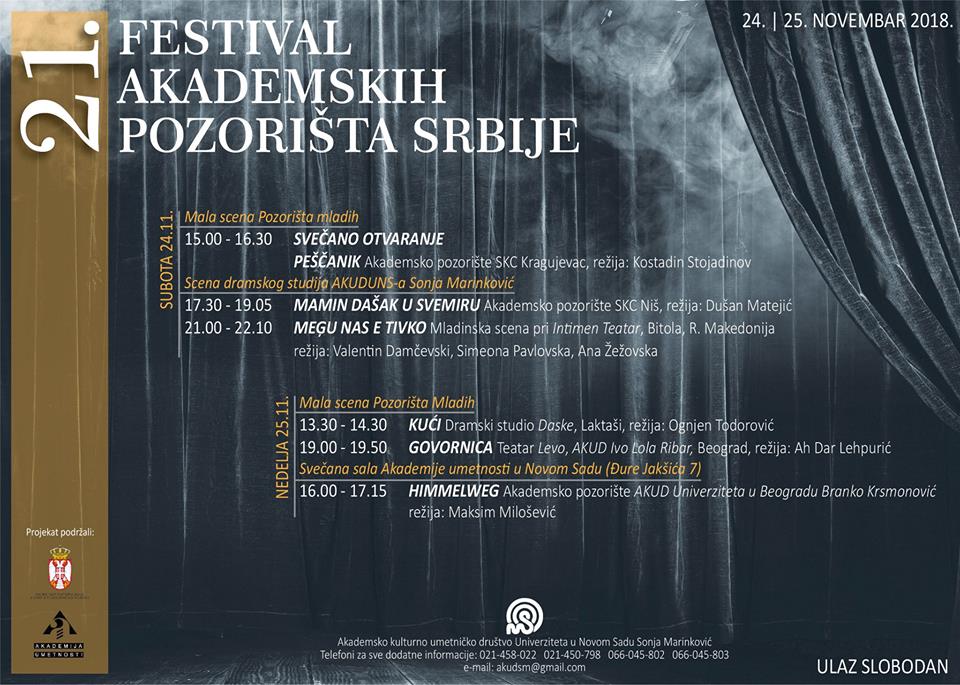 21.
FESTIVAL
AKADEMSKIH
POZORIŠTA SRBIJE
24. | 25. NOVEMBAR 2018.
SUBOTA 24.11.
Mala scena Pozorišta mladih
15.00 - 16.30 SVEČANO OTVARANJE
PEŠČANIK Akademsko pozorište SKC Kragujevac, režija: Kostadin Stojadinov
Scena dramskog studija AKUDUNS-a Sonja Marinković
17.30 - 19.05 MAMIN DAŠAK U SVEMIRU Akademsko pozorište SKC Niš, režija: Dušan Matejić
21.00 - 22.10 MEGU NAS E TIVKO Mladinska scena pri Intimen Teatar, Bitola, R. Makedonija
režija: Valentin Damčevski, Simeona Pavlovska, Ana Žežovska
NEDELJA 25.11.
Mala scena Pozorišta Mladih
13.30 - 14.30 KUĆI Dramski studio Daske, Laktaši, režija: Ognjen Todorović
19.00 - 19.50 GOVORNICA Teatar Levo, AKUD Ivo Lola Ribar, Beograd, režija: Ah Dar Lehpurić
Svečana sala Akademije umetnosti u Novom Sadu (Đure Jakšića 7)
16.00 - 17.15 HIMMELWEG Akademsko pozorište AKUD Univerziteta u Beogradu Branko Krsmonović
režija: Maksim Milošević
Projekat podržali:
AKADEMIJA
UMETNOSTI
Akademsko kulturno umetničko društvo Univerziteta u Novom Sadu Sonja Marinković
Telefoni za sve dodatne informacije: 021-458-022 021-450-798 066-045-802 066-045-803
e-mail: akudsm@gmail.com
ULAZ SLOBODAN